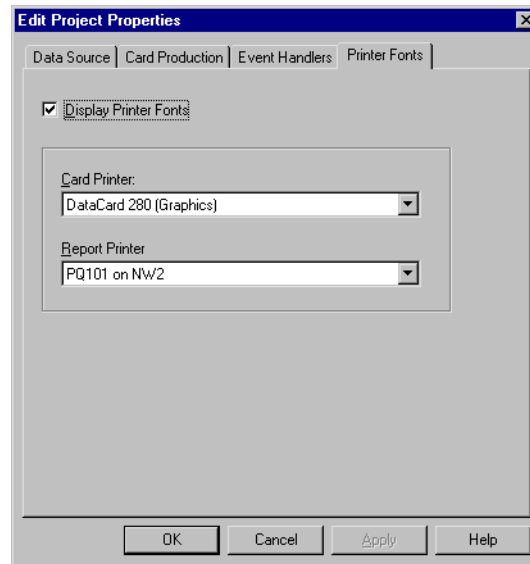 Edit Project Properties
Data Source Card Production Event Handlers Printer Fonts
Display Printer Fonts
Card Printer:
DataCard 280 (Graphics)
Report Printer
PQ101 on NW2
OK Cancel Apply Help